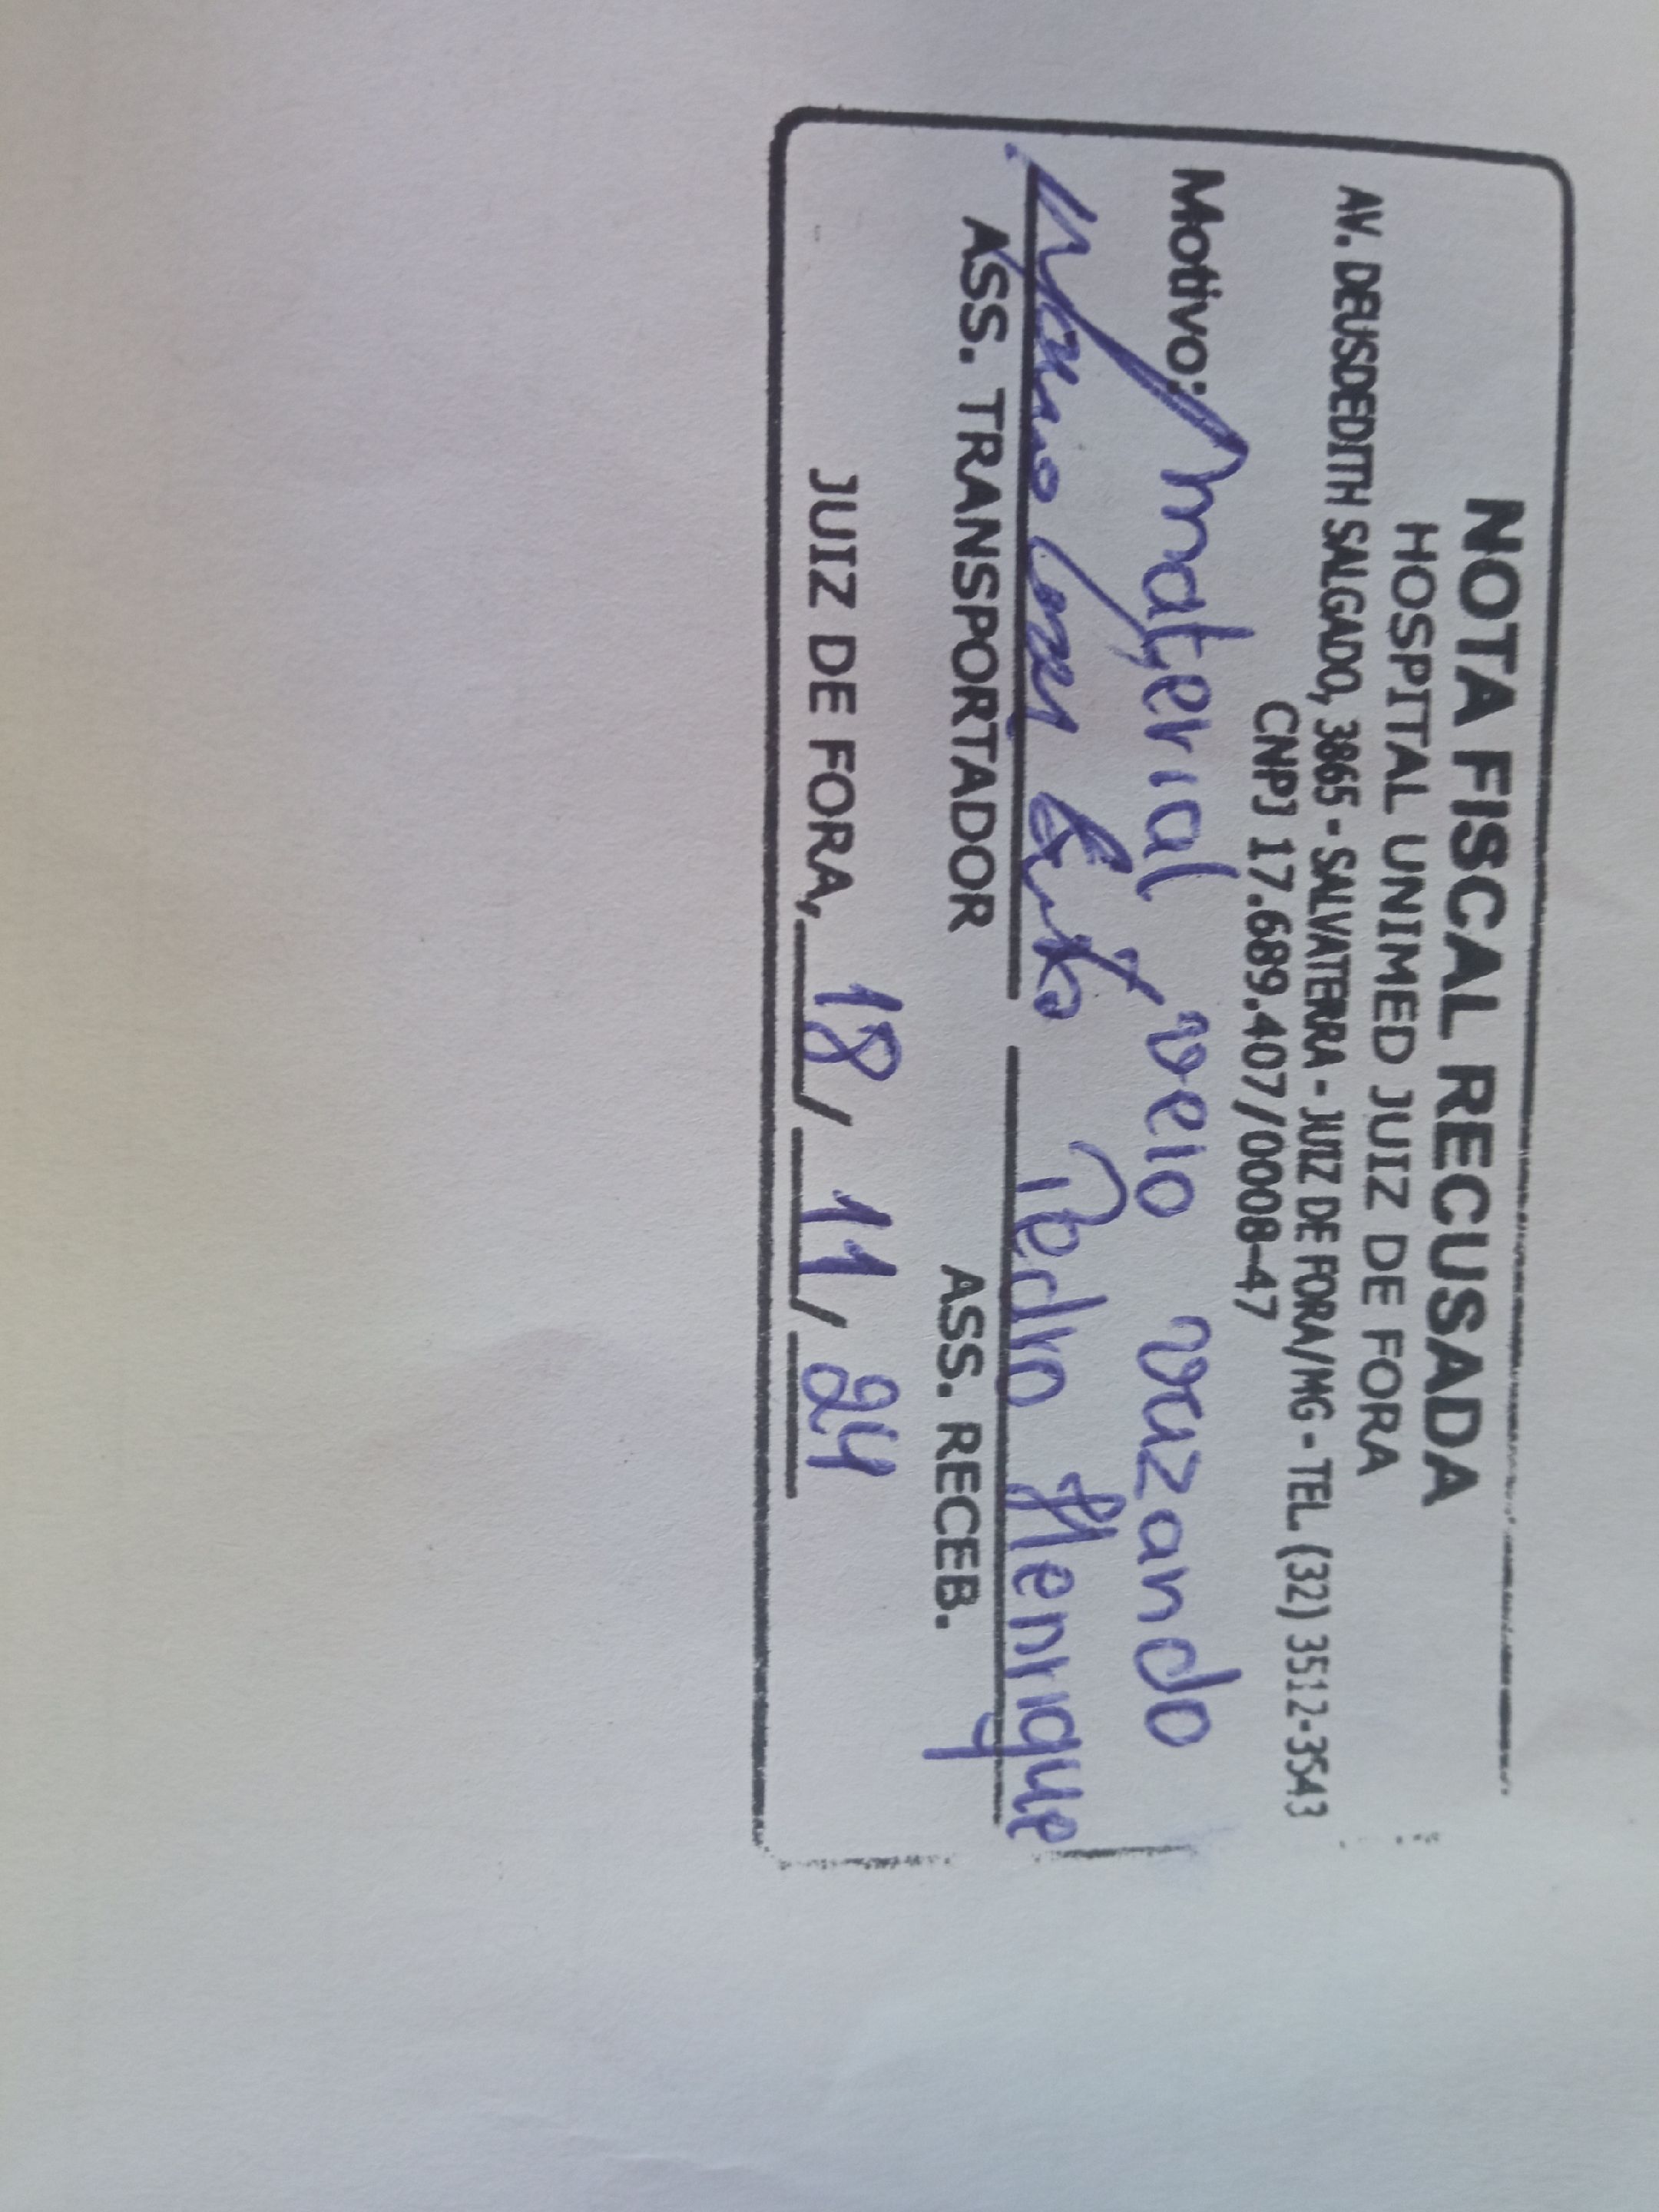 NOTA FISCAL RECUSADA
HOSPITAL UNIMED JUIZ DE FORA
AV. DEUSDEDITH SALGADO, 3865 - SALVATERRA - JUIZ DE FORA/MG - TEL. (32) 3512-3543
CNPJ 17.689.407/0008-47
Motivo: material veio vazando
Pedro Henrique
ASS. TRANSPORTADOR ASS. RECEB.
JUIZ DE FORA, 18/11/24